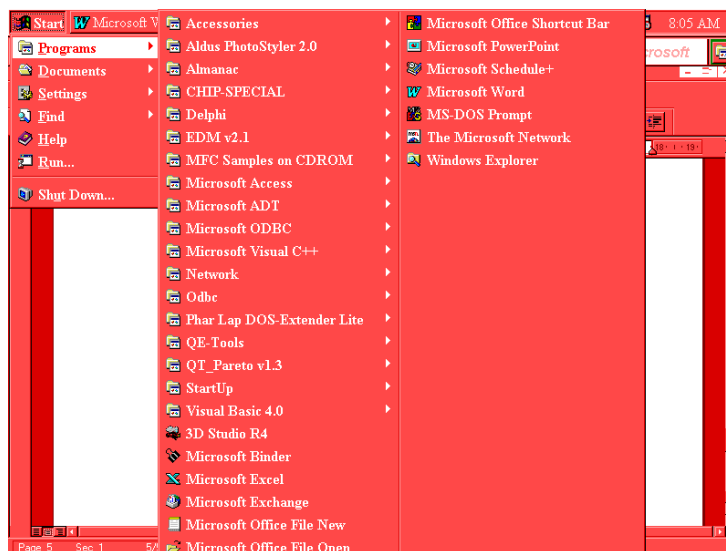 Start Microsoft 8:05 AM
Programs
Documents
Settings
Find
Help
Run...
Shut Down...
Accessories
Aldus PhotoStyler 2.0
Almanac
CHIP-SPECIAL
Delphi
EDM v2.1
MFC Samples on CDROM
Microsoft Access
Microsoft ADT
Microsoft ODBC
Microsoft Visual C++
Network
Odbc
Phar Lap DOS-Extender Lite
QE-Tools
QT_Pareto v1.3
StartUp
Visual Basic 4.0
3D Studio R4
Microsoft Binder
Microsoft Excel
Microsoft Exchange
Microsoft Office File New
Microsoft Office File Open
Microsoft Office Shortcut Bar
Microsoft PowerPoint
Microsoft Schedule+
Microsoft Word
MS-DOS Prompt
The Microsoft Network
Windows Explorer
rosoft
18 19
Page 5 Sec 1 5/